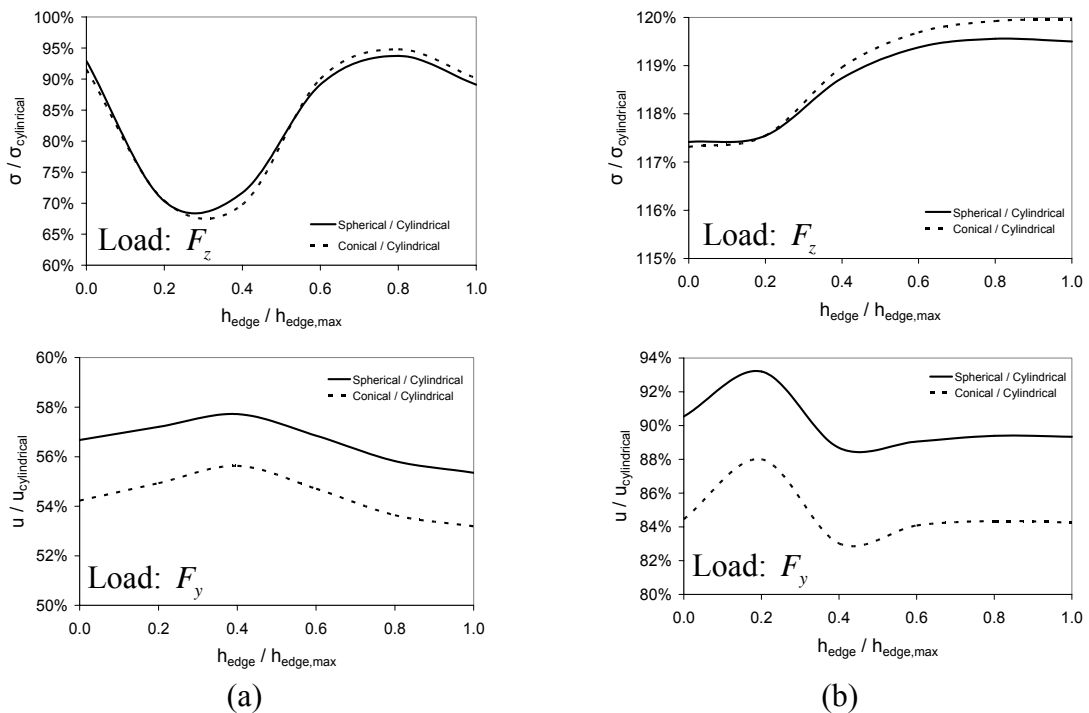 100%
95%
90%
85%
80%
75%
70%
65%
60%
σ / σcylinrical
Spherical / Cylindrical
Conical / Cylindrical
Load: Fz
0.0 0.2 0.4 0.6 0.8 1.0
hedge / hedge,max
120%
119%
118%
117%
116%
115%
σ / σcylindrical
Spherical / Cylindrical
Conical / Cylindrical
Load: Fz
0.0 0.2 0.4 0.6 0.8 1.0
hedge / hedge,max
60%
58%
56%
54%
52%
50%
u / ucylindrical
Spherical / Cylindrical
Conical / Cylindrical
Load: Fy
0.0 0.2 0.4 0.6 0.8 1.0
hedge / hedge,max
(a)
94%
92%
90%
88%
86%
84%
82%
80%
u / ucylindrical
Spherical / Cylindrical
Conical / Cylindrical
Load: Fy
0.0 0.2 0.4 0.6 0.8 1.0
hedge / hedge,max
(b)